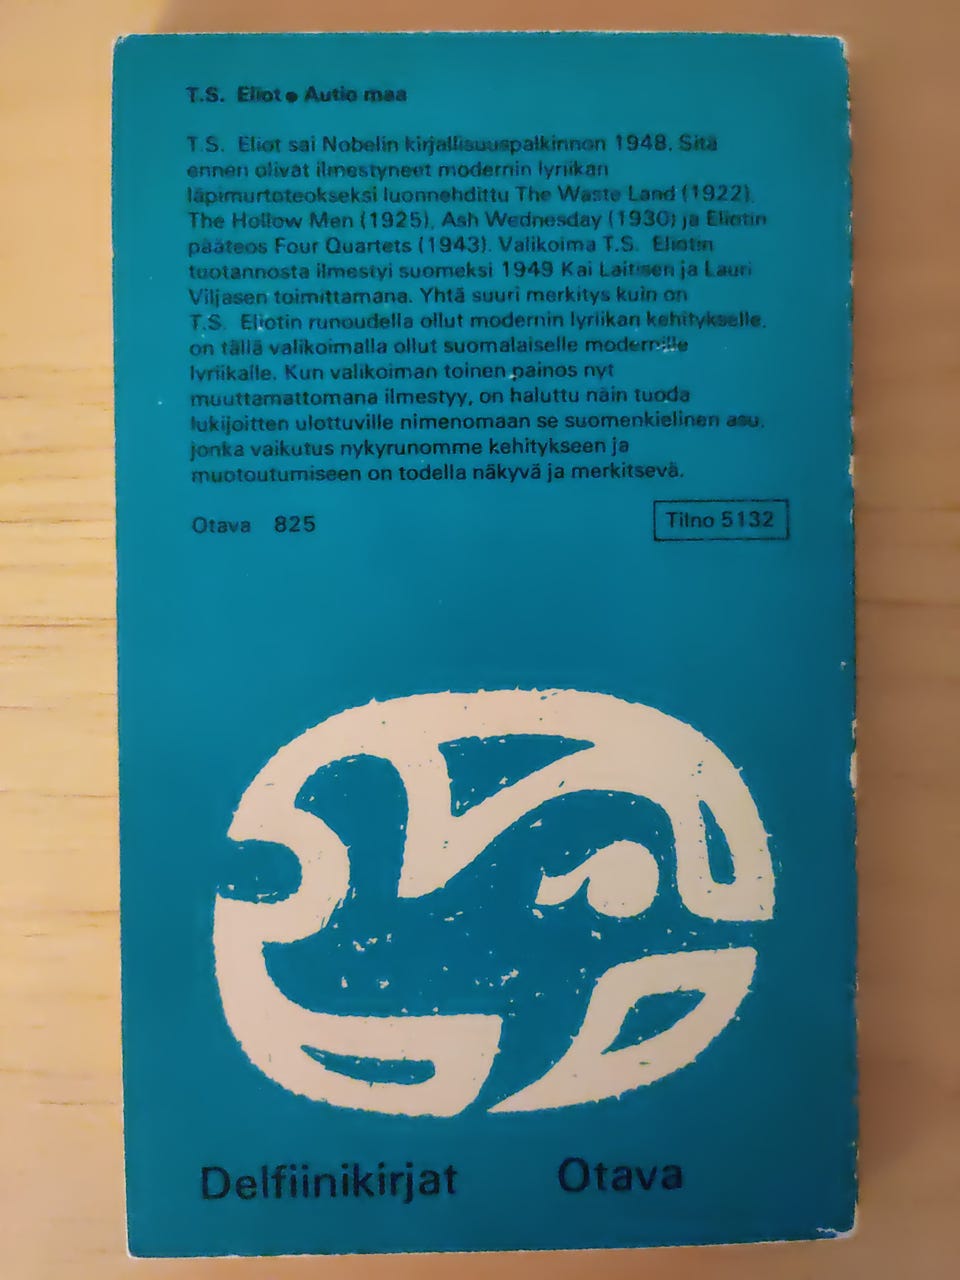 T.S. Eliot • Autio maa
T.S. Eliot sai Nobelin kirjallisuuspalkinnon 1948. Sitä
ennen olivat ilmestyneet modernin lyriikan
läpimurtoteokseksi luonnehdittu The Waste Land (1922),
The Hollow Men (1925), Ash Wednesday (1930) ja Eliotin
pääteos Four Quartets (1943). Valikoima T.S. Eliotin
tuotannosta ilmestyi suomeksi 1949 Kai Laitisen ja Lauri
Viljasen toimittamana. Yhtä suuri merkitys kuin on
T.S. Eliotin runoudella ollut modernin lyriikan kehitykselle,
on tällä valikoimalla ollut suomalaiselle modernille
lyriikalle. Kun valikoiman toinen painos nyt
muuttamattomana ilmestyy, on haluttu näin tuoda
lukijoitten ulottuville nimenomaan se suomenkielinen asu,
jonka vaikutus nykyrunomme kehitykseen ja
muotoutumiseen on todella näkyvä ja merkitsevä.
Otava 825
Tilno 5132
Delfiinikirjat Otava